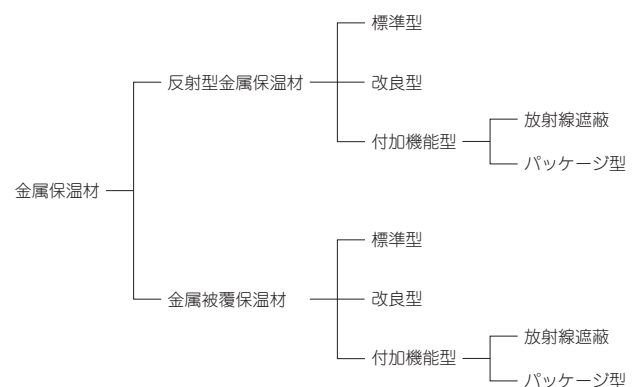 金属保温材
反射型金属保温材
標準型
改良型
付加機能型
放射線遮蔽
パッケージ型
金属被覆保温材
標準型
改良型
付加機能型
放射線遮蔽
パッケージ型